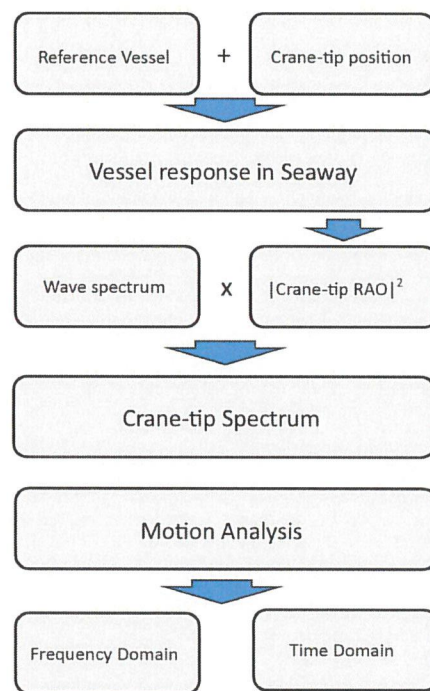 Reference Vessel + Crane-tip position
Vessel response in Seaway
Wave spectrum x |Crane-tip RAO|²
Crane-tip Spectrum
Motion Analysis
Frequency Domain Time Domain